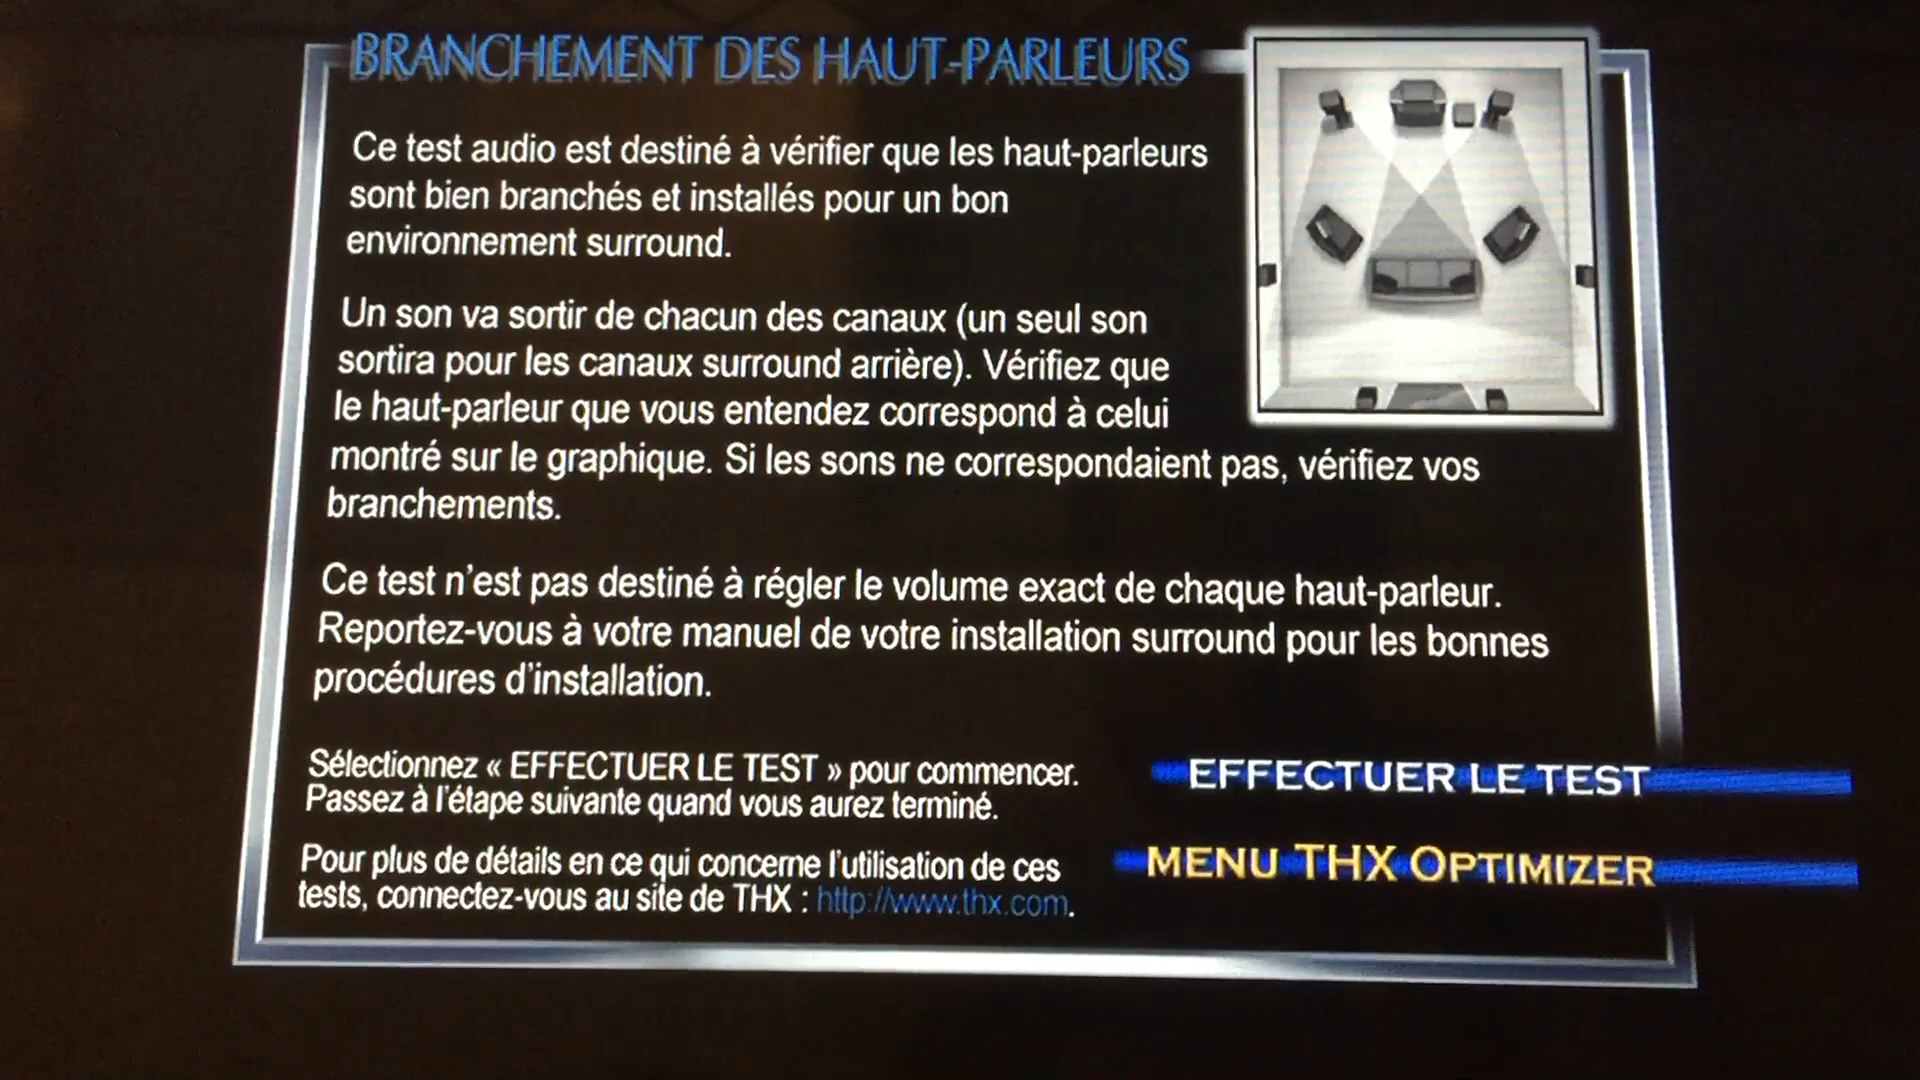 BRANCHEMENT DES HAUT-PARLEURS
Ce test audio est destiné à vérifier que les haut-parleurs
sont bien branchés et installés pour un bon
environnement surround.
Un son va sortir de chacun des canaux (un seul son
sortira pour les canaux surround arrière). Vérifiez que
le haut-parleur que vous entendez correspond à celui
montré sur le graphique. Si les sons ne correspondaient pas, vérifiez vos
branchements.
Ce test n’est pas destiné à régler le volume exact de chaque haut-parleur.
Reportez-vous à votre manuel de votre installation surround pour les bonnes
procédures d’installation.
Sélectionnez « EFFECTUER LE TEST » pour commencer.
Passez à l'étape suivante quand vous aurez terminé.
Pour plus de détails en ce qui concerne l'utilisation de ces
tests, connectez-vous au site de THX : http://www.thx.com.
EFFECTUER LE TEST
MENU THX OPTIMIZER